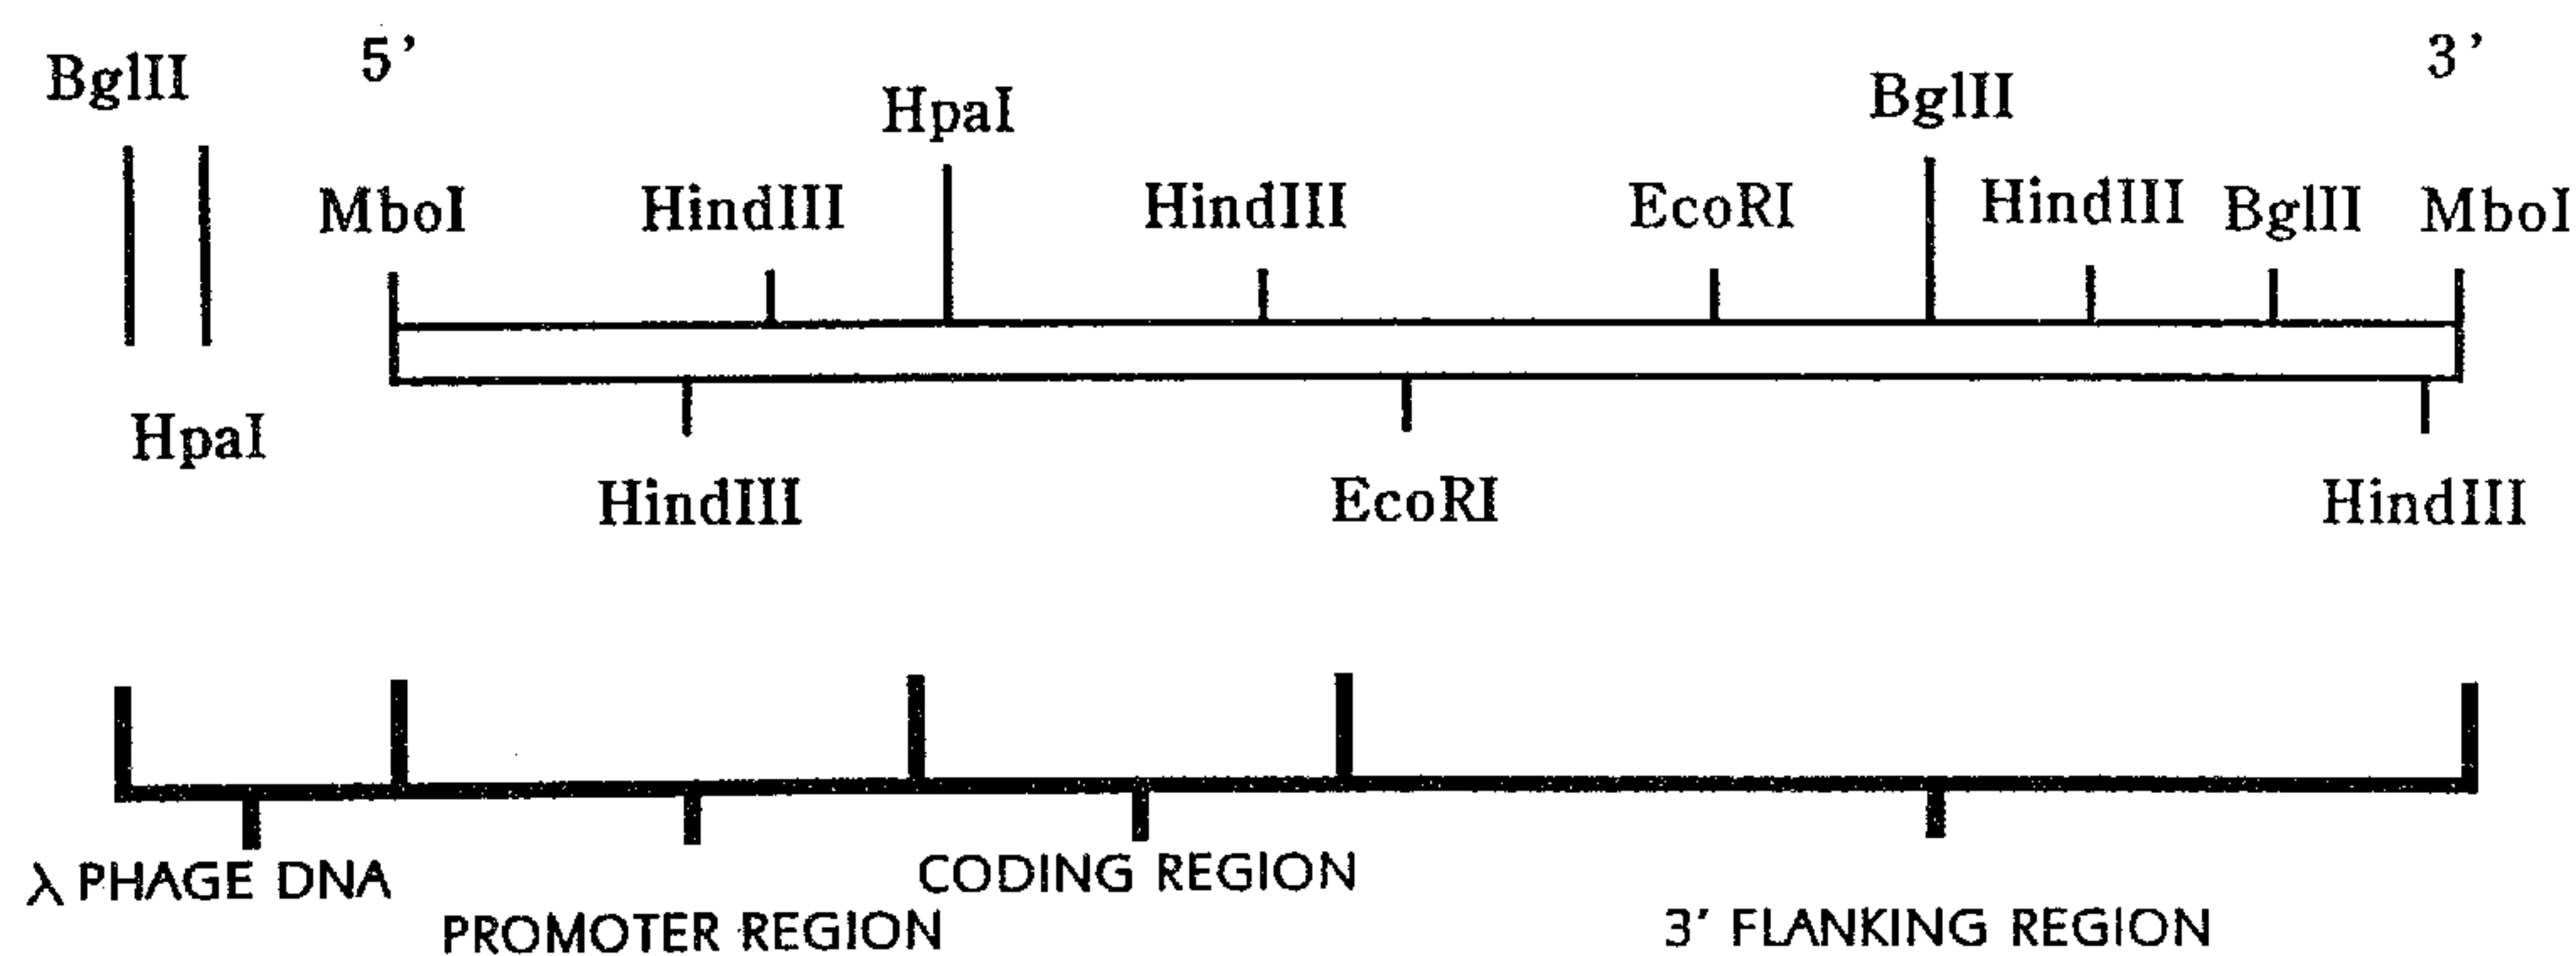 5' 3'
BglII HpaI BglII
MboI HindIII HindIII EcoRI HindIII BglII MboI
HpaI
HindIII EcoRI HindIII
λ PHAGE DNA CODING REGION
PROMOTER REGION 3' FLANKING REGION